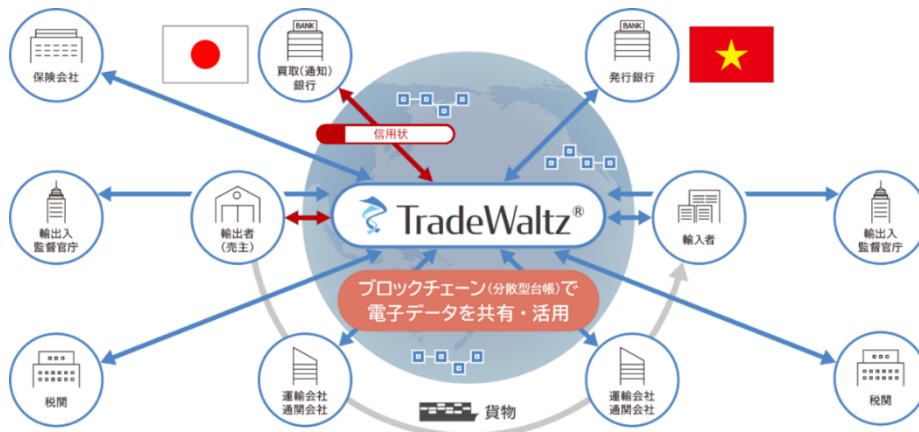 BANK
買取(通知)
銀行
BANK
発行銀行
保険会社
信用状
輸出入
監督官庁
輸出者
(売主)
TradeWaltz®
輸入者
輸出入
監督官庁
ブロックチェーン(分散型台帳)で
電子データを共有・活用
税関
運輸会社
通関会社
貨物
運輸会社
通関会社
税関